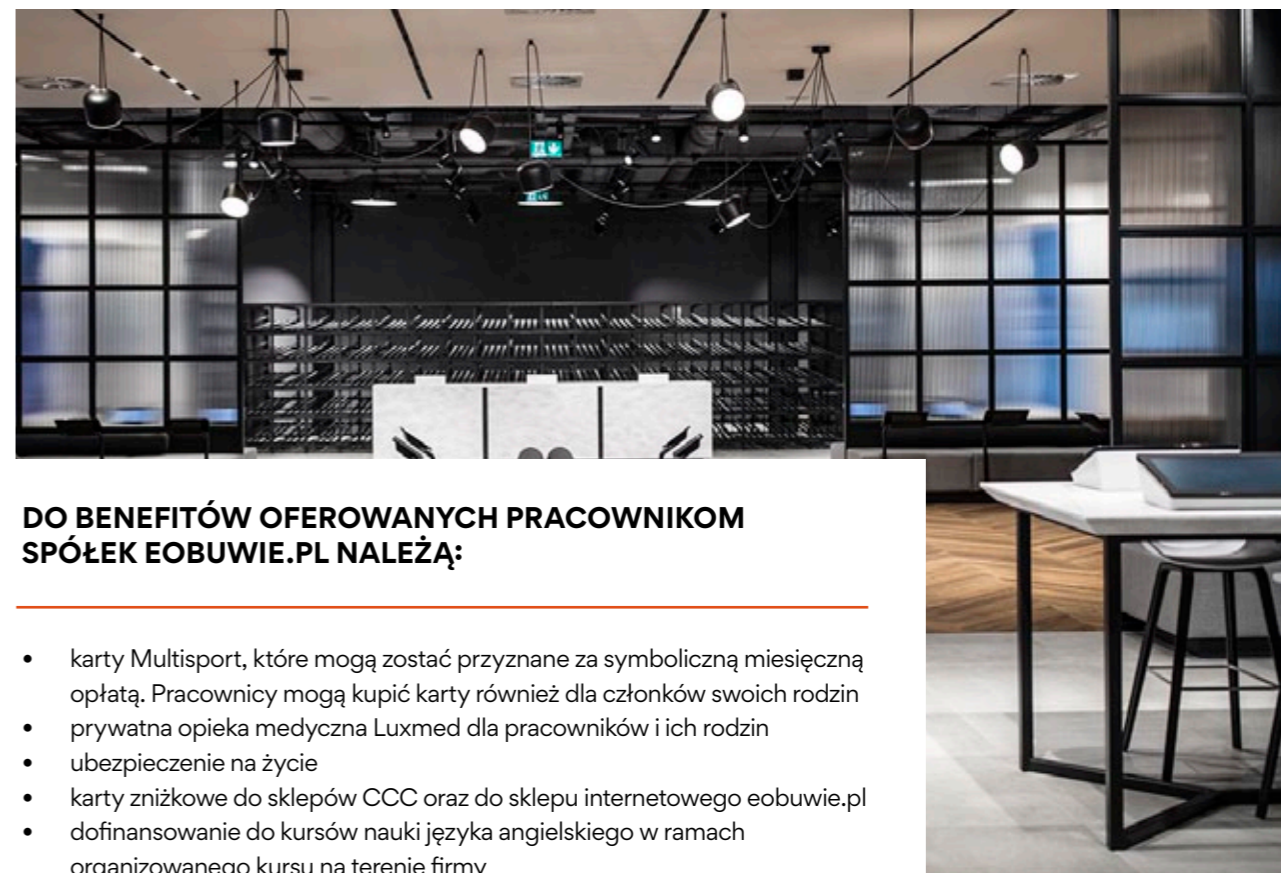 DO BENEFITÓW OFEROWANYCH PRACOWNIKOM
SPÓŁEK EOBUWIE.PL NALEŻĄ:
• karty Multisport, które mogą zostać przyznane za symboliczną miesięczną
opłatą. Pracownicy mogą kupić karty również dla członków swoich rodzin
• prywatna opieka medyczna Luxmed dla pracowników i ich rodzin
• ubezpieczenie na życie
• karty zniżkowe do sklepów CCC oraz do sklepu internetowego eobuwie.pl
• dofinansowanie do kursów nauki języka angielskiego w ramach
organizowanego kursu na terenie firmy